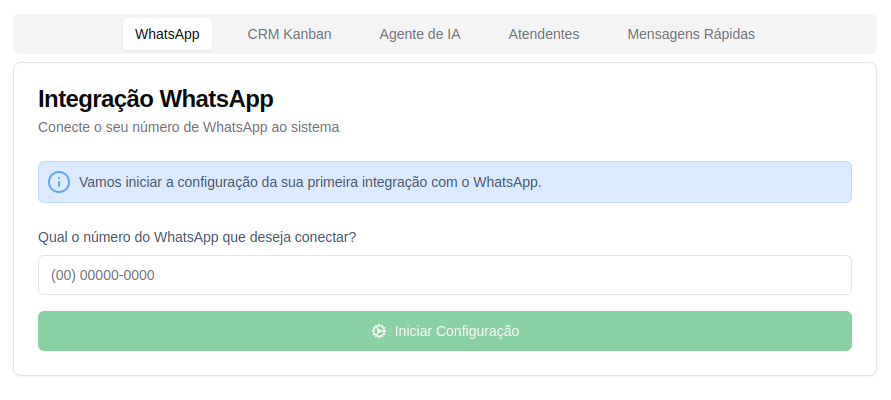 WhatsApp CRM Kanban Agente de IA Atendentes Mensagens Rápidas
Integração WhatsApp
Conecte o seu número de WhatsApp ao sistema
Vamos iniciar a configuração da sua primeira integração com o WhatsApp.
Qual o número do WhatsApp que deseja conectar?
(00) 00000-0000
Iniciar Configuração